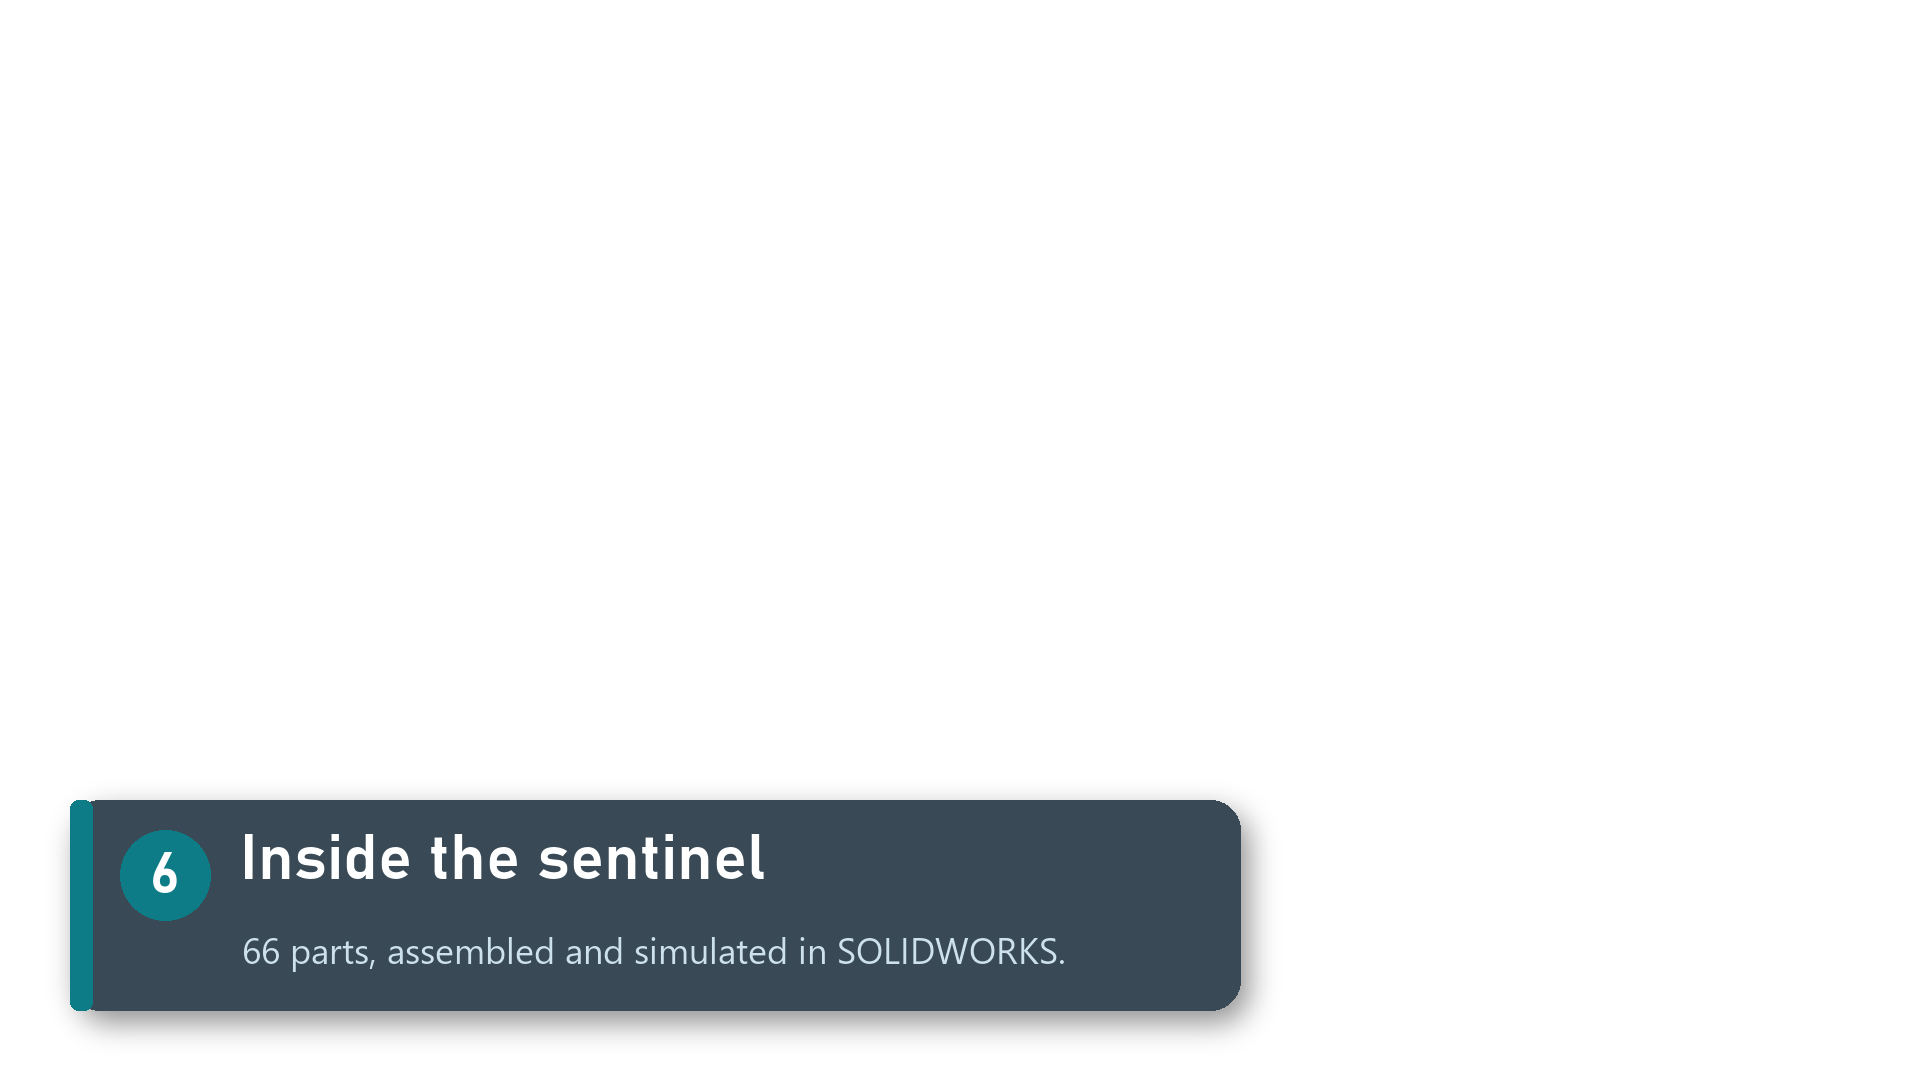 6
Inside the sentinel
66 parts, assembled and simulated in SOLIDWORKS.